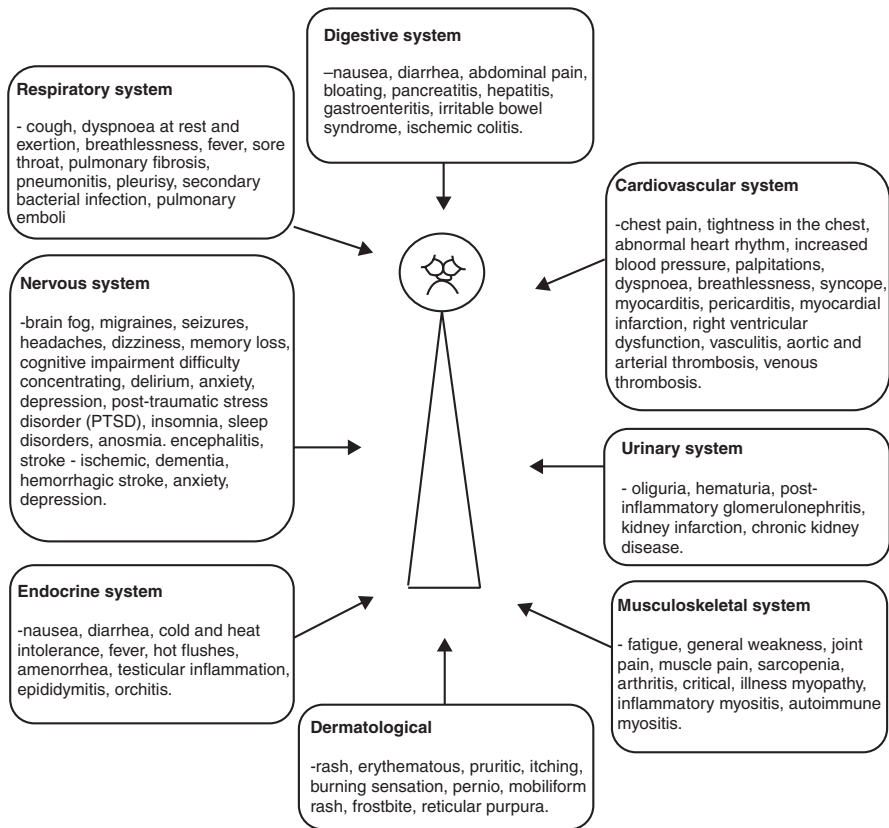 Digestive system
–nausea, diarrhea, abdominal pain,
bloating, pancreatitis, hepatitis,
gastroenteritis, irritable bowel
syndrome, ischemic colitis.
Respiratory system
- cough, dyspnoea at rest and
exertion, breathlessness, fever, sore
throat, pulmonary fibrosis,
pneumonitis, pleurisy, secondary
bacterial infection, pulmonary
emboli
Cardiovascular system
-chest pain, tightness in the chest,
abnormal heart rhythm, increased
blood pressure, palpitations,
dyspnoea, breathlessness, syncope,
myocarditis, pericarditis, myocardial
infarction, right ventricular
dysfunction, vasculitis, aortic and
arterial thrombosis, venous
thrombosis.
Nervous system
-brain fog, migraines, seizures,
headaches, dizziness, memory loss,
cognitive impairment difficulty
concentrating, delirium, anxiety,
depression, post-traumatic stress
disorder (PTSD), insomnia, sleep
disorders, anosmia. encephalitis,
stroke - ischemic, dementia,
hemorrhagic stroke, anxiety,
depression.
Urinary system
- oliguria, hematuria, post-
inflammatory glomerulonephritis,
kidney infarction, chronic kidney
disease.
Endocrine system
-nausea, diarrhea, cold and heat
intolerance, fever, hot flushes,
amenorrhea, testicular inflammation,
epididymitis, orchitis.
Musculoskeletal system
- fatigue, general weakness, joint
pain, muscle pain, sarcopenia,
arthritis, critical, illness myopathy,
inflammatory myositis, autoimmune
myositis.
Dermatological
-rash, erythematous, pruritic, itching,
burning sensation, pernio, mobiliform
rash, frostbite, reticular purpura.